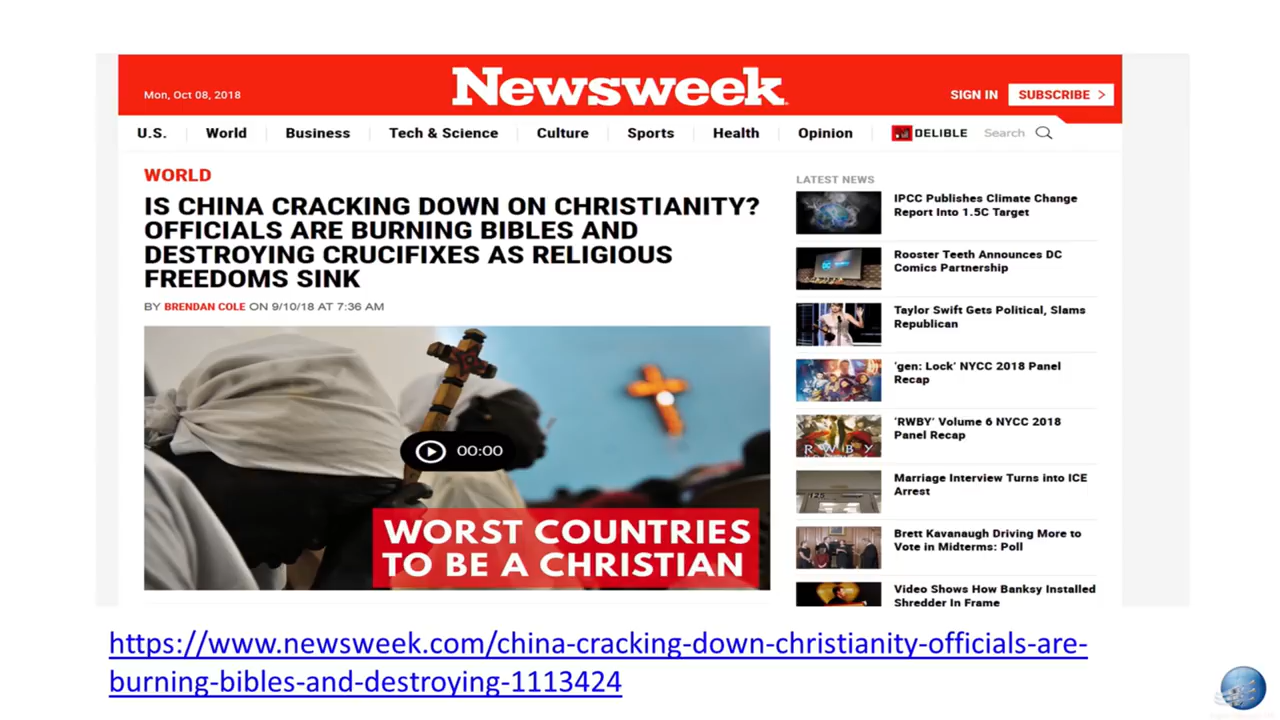 Newsweek
Mon, Oct 08, 2018
SIGN IN
SUBSCRIBE >
U.S.
World
Business
Tech & Science
Culture
Sports
Health
Opinion
DELIBLE
Search
WORLD
IS CHINA CRACKING DOWN ON CHRISTIANITY?
OFFICIALS ARE BURNING BIBLES AND
DESTROYING CRUCIFIXES AS RELIGIOUS
FREEDOMS SINK
BY BRENDAN COLE ON 9/10/18 AT 7:36 AM
00:00
WORST COUNTRIES
TO BE A CHRISTIAN
LATEST NEWS
IPCC Publishes Climate Change
Report Into 1.5C Target
Rooster Teeth Announces DC
Comics Partnership
Taylor Swift Gets Political, Slams
Republican
'gen: Lock' NYCC 2018 Panel
Recap
RWBY
'RWBY' Volume 6 NYCC 2018
Panel Recap
125
Marriage Interview Turns into ICE
Arrest
Brett Kavanaugh Driving More to
Vote in Midterms: Poll
Video Shows How Banksy Installed
Shredder In Frame
https://www.newsweek.com/china-cracking-down-christianity-officials-are-
burning-bibles-and-destroying-1113424